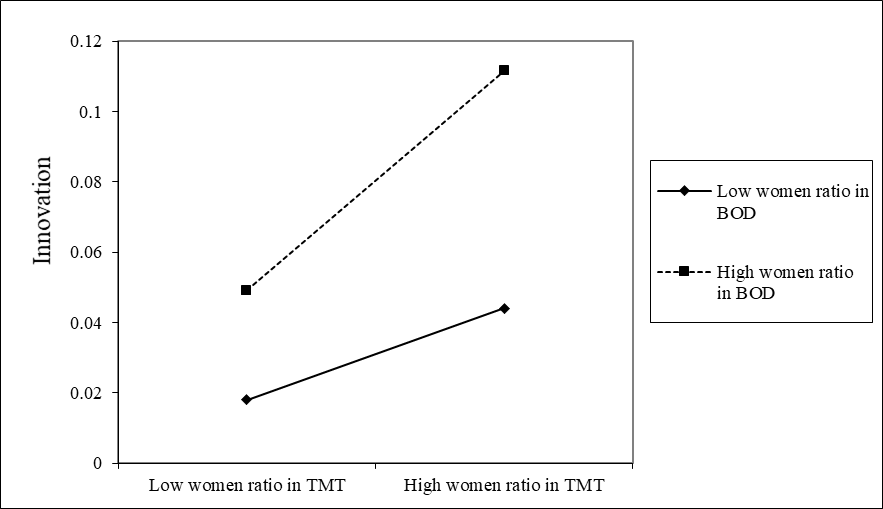 0.12
0.1
0.08
0.06
0.04
0.02
0
Innovation
Low women ratio in TMT
High women ratio in TMT
Low women ratio in
BOD
High women ratio
in BOD